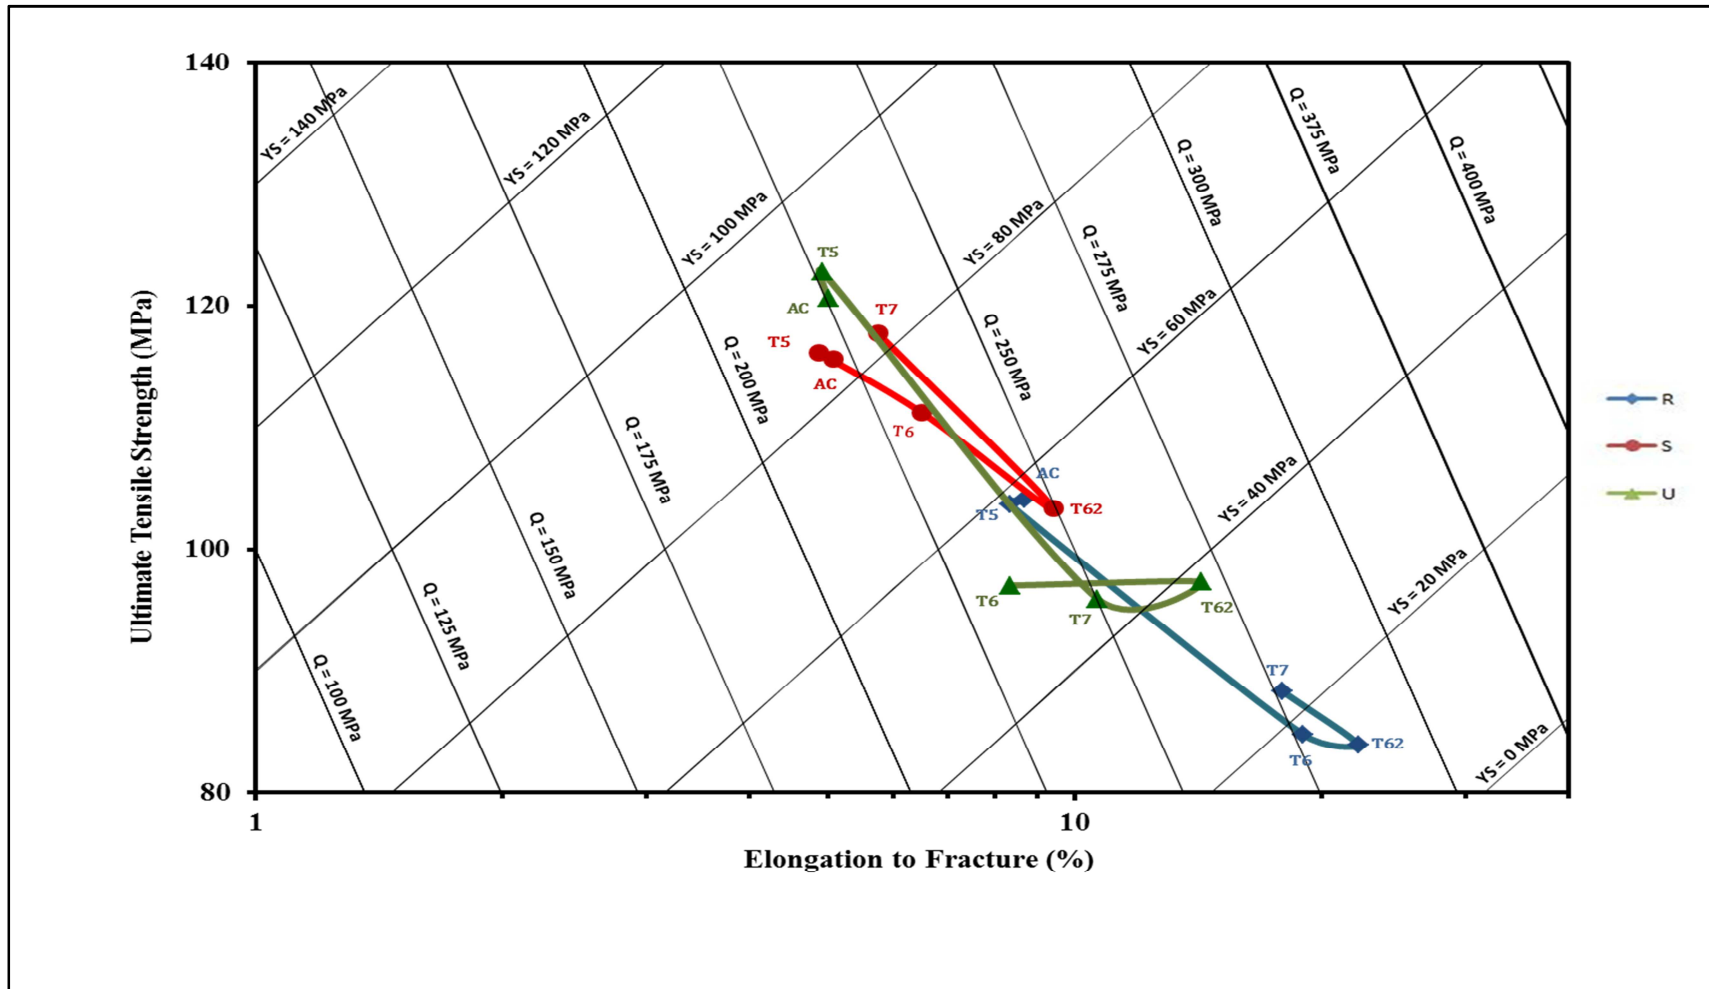 140
120
100
80
1
10
Ultimate Tensile Strength (MPa)
Elongation to Fracture (%)
YS = 140 MPa
YS = 120 MPa
YS = 100 MPa
YS = 80 MPa
YS = 60 MPa
YS = 40 MPa
YS = 20 MPa
YS = 0 MPa
Q = 100 MPa
Q = 125 MPa
Q = 150 MPa
Q = 175 MPa
Q = 200 MPa
Q = 250 MPa
Q = 275 MPa
Q = 300 MPa
Q = 375 MPa
Q = 400 MPa
T5
AC
T7
T5
AC
T6
AC
T5
T62
T6
T7
T62
T7
T6
T62
R
S
U